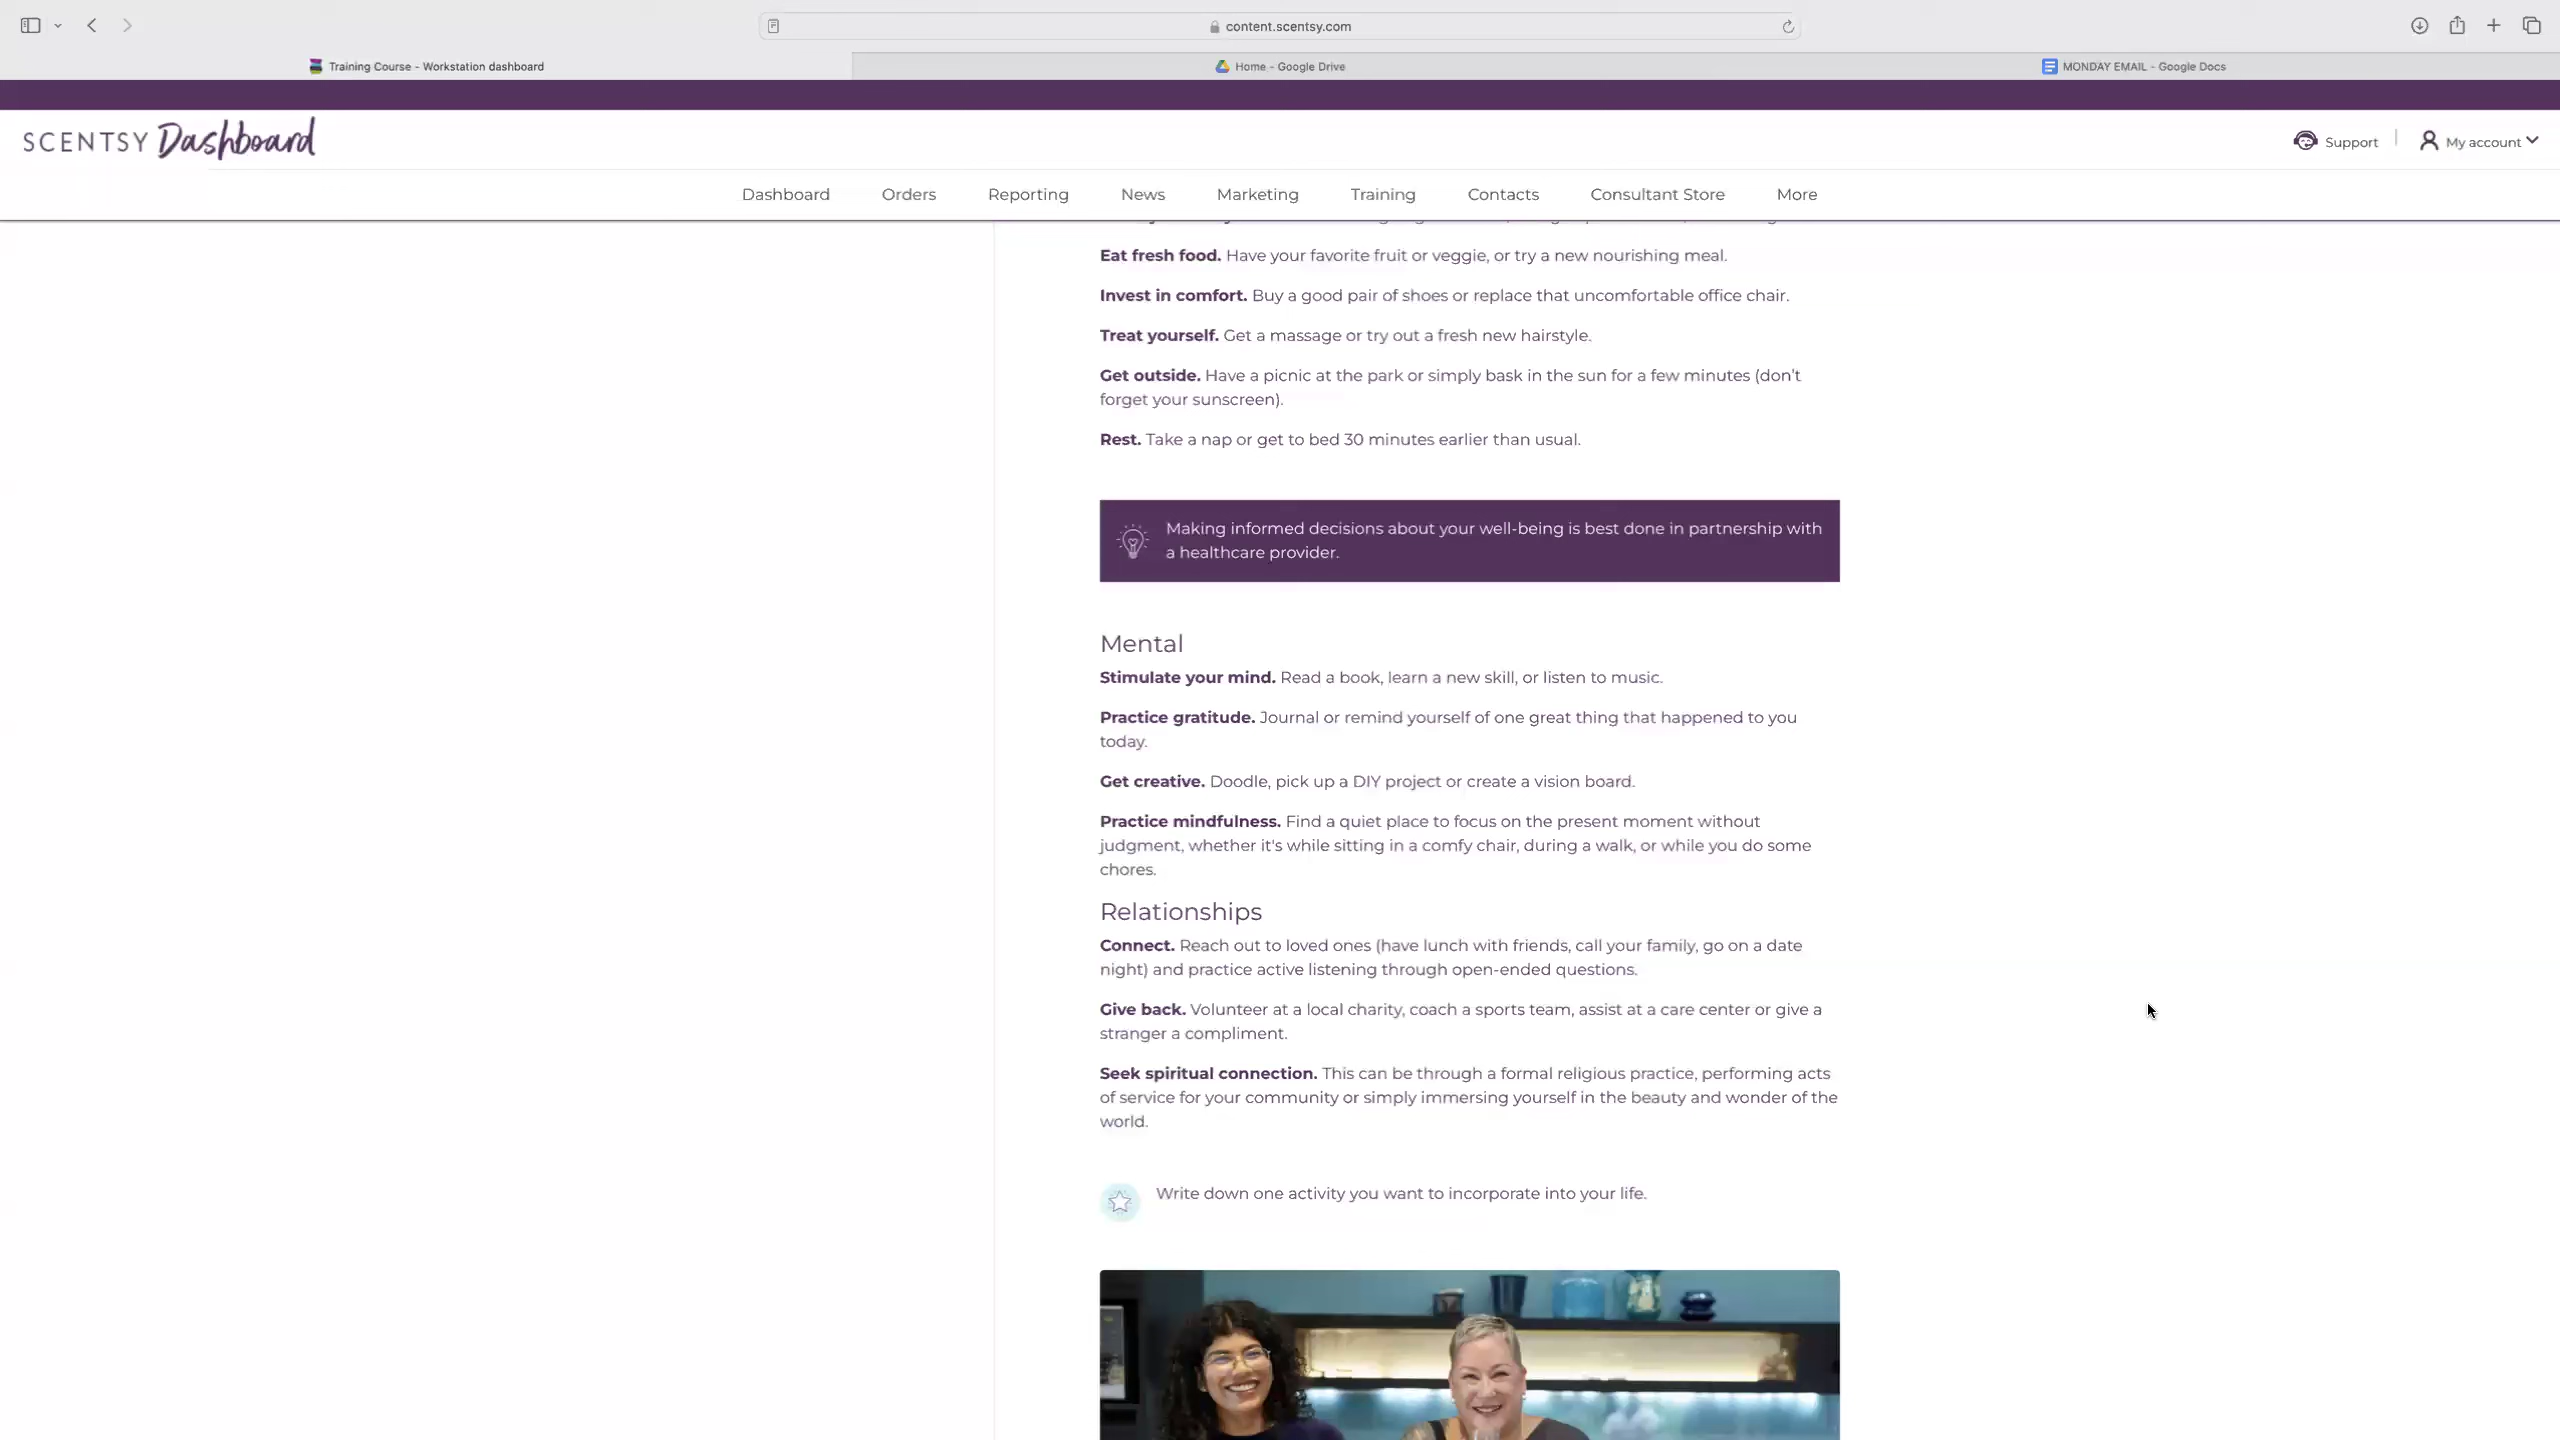 content.scentsy.com
Training Course - Workstation dashboard
Home - Google Drive
MONDAY EMAIL - Google Docs
SCENTSY Dashboard
Support
My account
Dashboard
Orders
Reporting
News
Marketing
Training
Contacts
Consultant Store
More
Eat fresh food. Have your favorite fruit or veggie, or try a new nourishing meal.
Invest in comfort. Buy a good pair of shoes or replace that uncomfortable office chair.
Treat yourself. Get a massage or try out a fresh new hairstyle.
Get outside. Have a picnic at the park or simply bask in the sun for a few minutes (don't
forget your sunscreen).
Rest. Take a nap or get to bed 30 minutes earlier than usual.
Making informed decisions about your well-being is best done in partnership with
a healthcare provider.
Mental
Stimulate your mind. Read a book, learn a new skill, or listen to music.
Practice gratitude. Journal or remind yourself of one great thing that happened to you
today.
Get creative. Doodle, pick up a DIY project or create a vision board.
Practice mindfulness. Find a quiet place to focus on the present moment without
judgment, whether it's while sitting in a comfy chair, during a walk, or while you do some
chores.
Relationships
Connect. Reach out to loved ones (have lunch with friends, call your family, go on a date
night) and practice active listening through open-ended questions.
Give back. Volunteer at a local charity, coach a sports team, assist at a care center or give a
stranger a compliment.
Seek spiritual connection. This can be through a formal religious practice, performing acts
of service for your community or simply immersing yourself in the beauty and wonder of the
world.
Write down one activity you want to incorporate into your life.